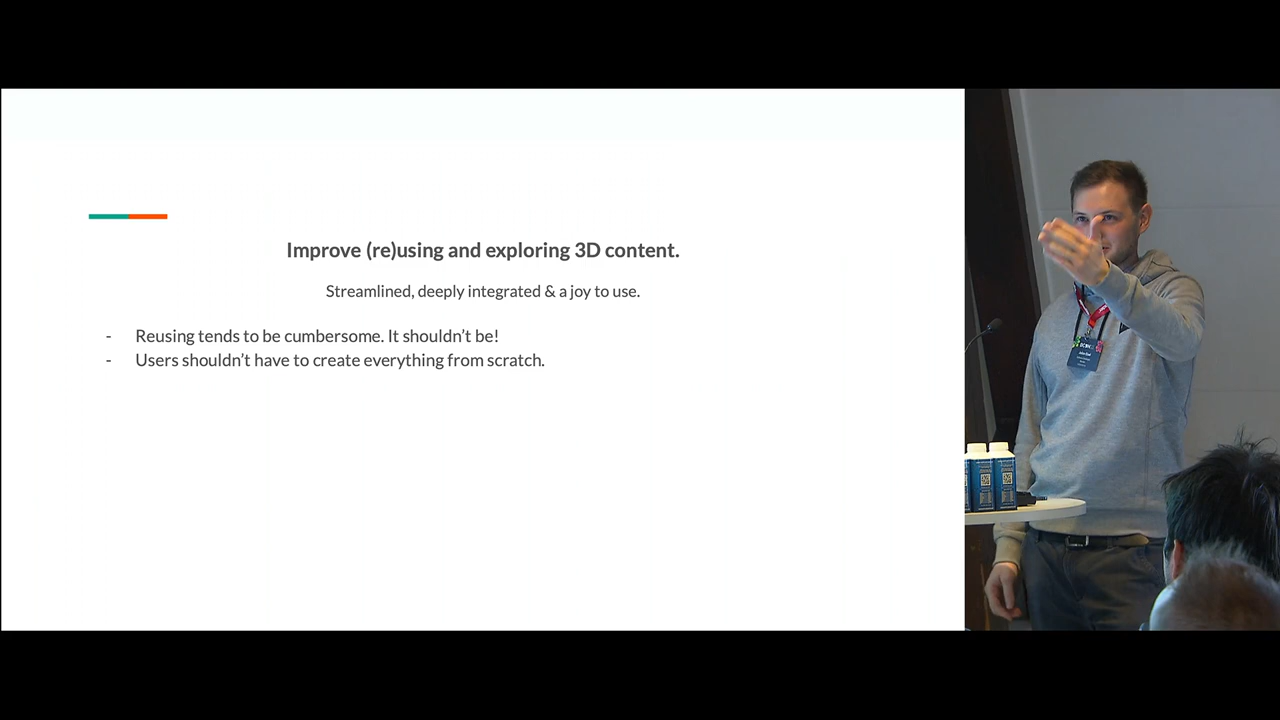 Improve (re)using and exploring 3D content.
Streamlined, deeply integrated & a joy to use.
- Reusing tends to be cumbersome. It shouldn’t be!
- Users shouldn’t have to create everything from scratch.